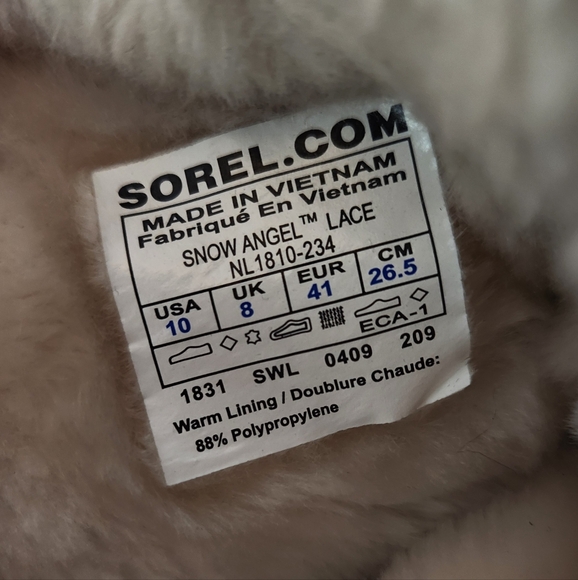 SOREL.COM
MADE IN VIETNAM
Fabriqué En Vietnam
SNOW ANGEL™ LACE
NL1810-234
USA UK EUR CM
10 8 41 26.5
ECA-1
1831 SWL 0409 209
Warm Lining / Doublure Chaude:
88% Polypropylene